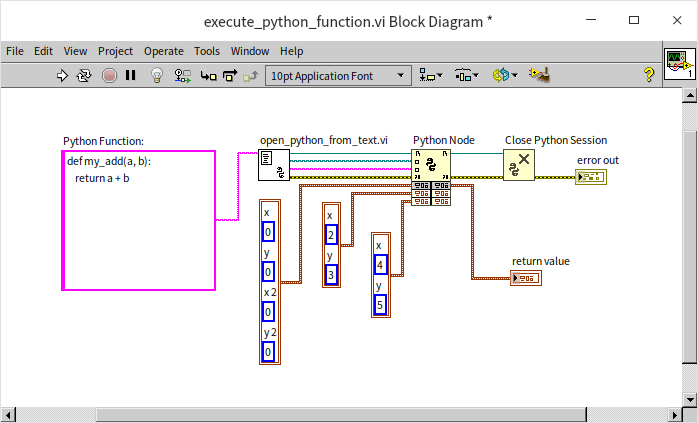 execute_python_function.vi Block Diagram *
File Edit View Project Operate Tools Window Help
10pt Application Font
?
1
Python Function:
def my_add(a, b):
return a + b
open_python_from_text.vi
Python Node
Close Python Session
error out
x
0
y
0
x 2
0
y 2
0
x
2
y
3
x
4
y
5
return value